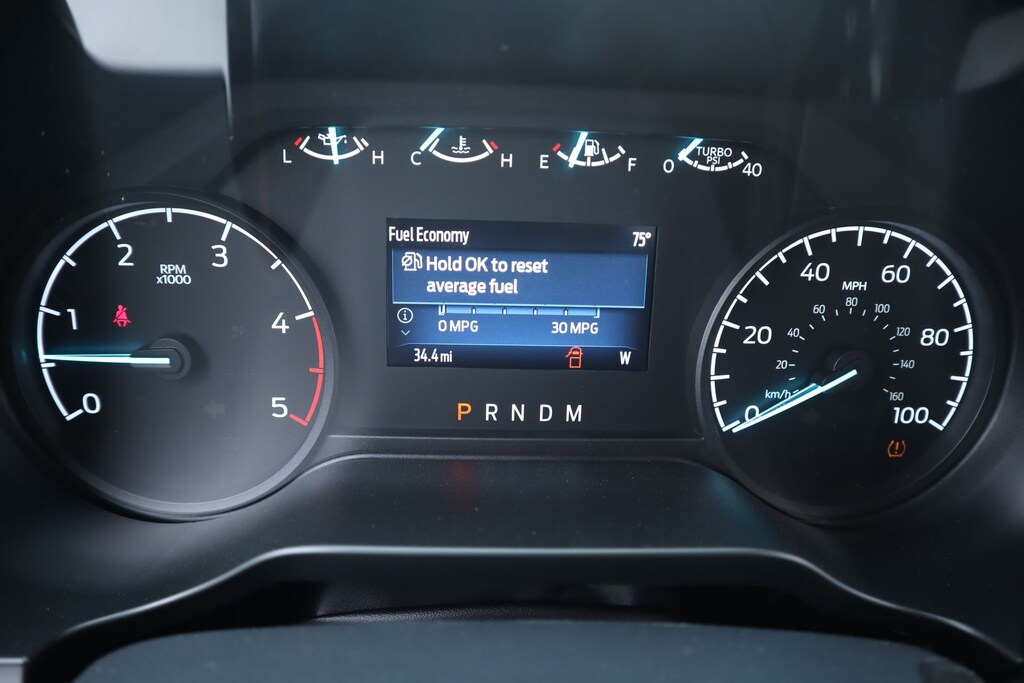 L H
C H
E F
0 TURBO PSI 40
0 1 2 3 4 5
RPM
x1000
Fuel Economy 75°
Hold OK to reset
average fuel
0 MPG 30 MPG
34.4 mi W
P R N D M
0 20 40 60 80 100
MPH
km/h 20 40 60 80 100 120 140 160